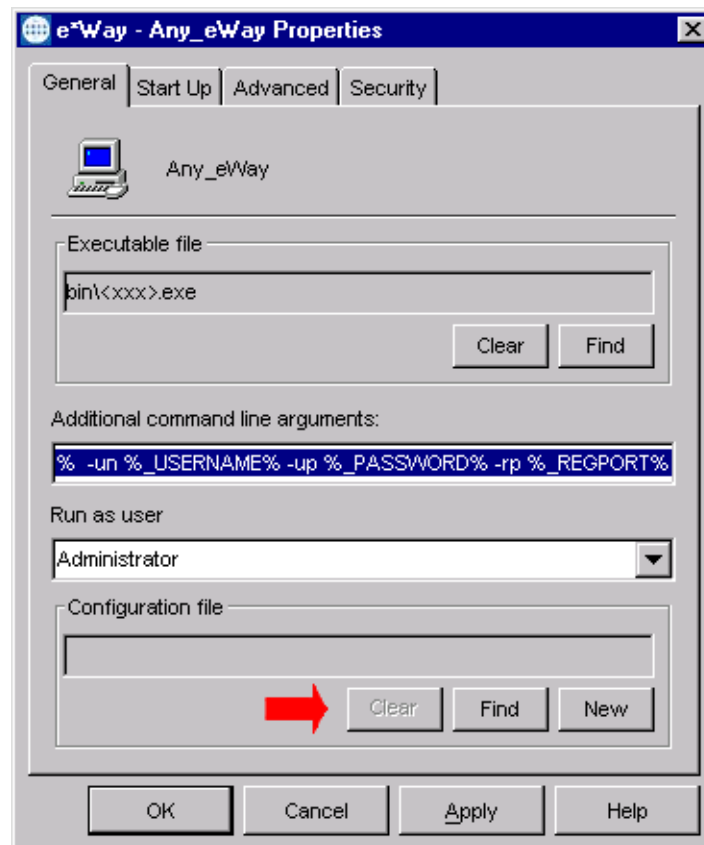 e*Way - Any_eWay Properties
General Start Up Advanced Security
Any_eWay
Executable file
bin\<xxx>.exe
Clear Find
Additional command line arguments:
% -un %_USERNAME% -up %_PASSWORD% -rp %_REGPORT%
Run as user
Administrator
Configuration file
Clear Find New
OK Cancel Apply Help